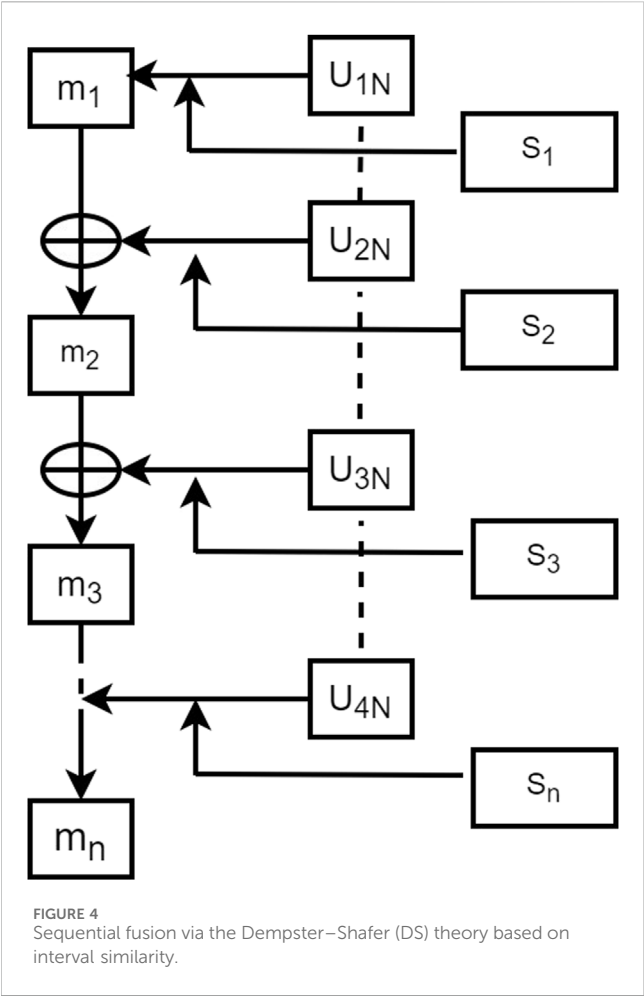 m₁
U₁N
S₁
U₂N
S₂
m₂
U₃N
S₃
m₃
U₄N
Sₙ
mₙ
FIGURE 4
Sequential fusion via the Dempster–Shafer (DS) theory based on
interval similarity.